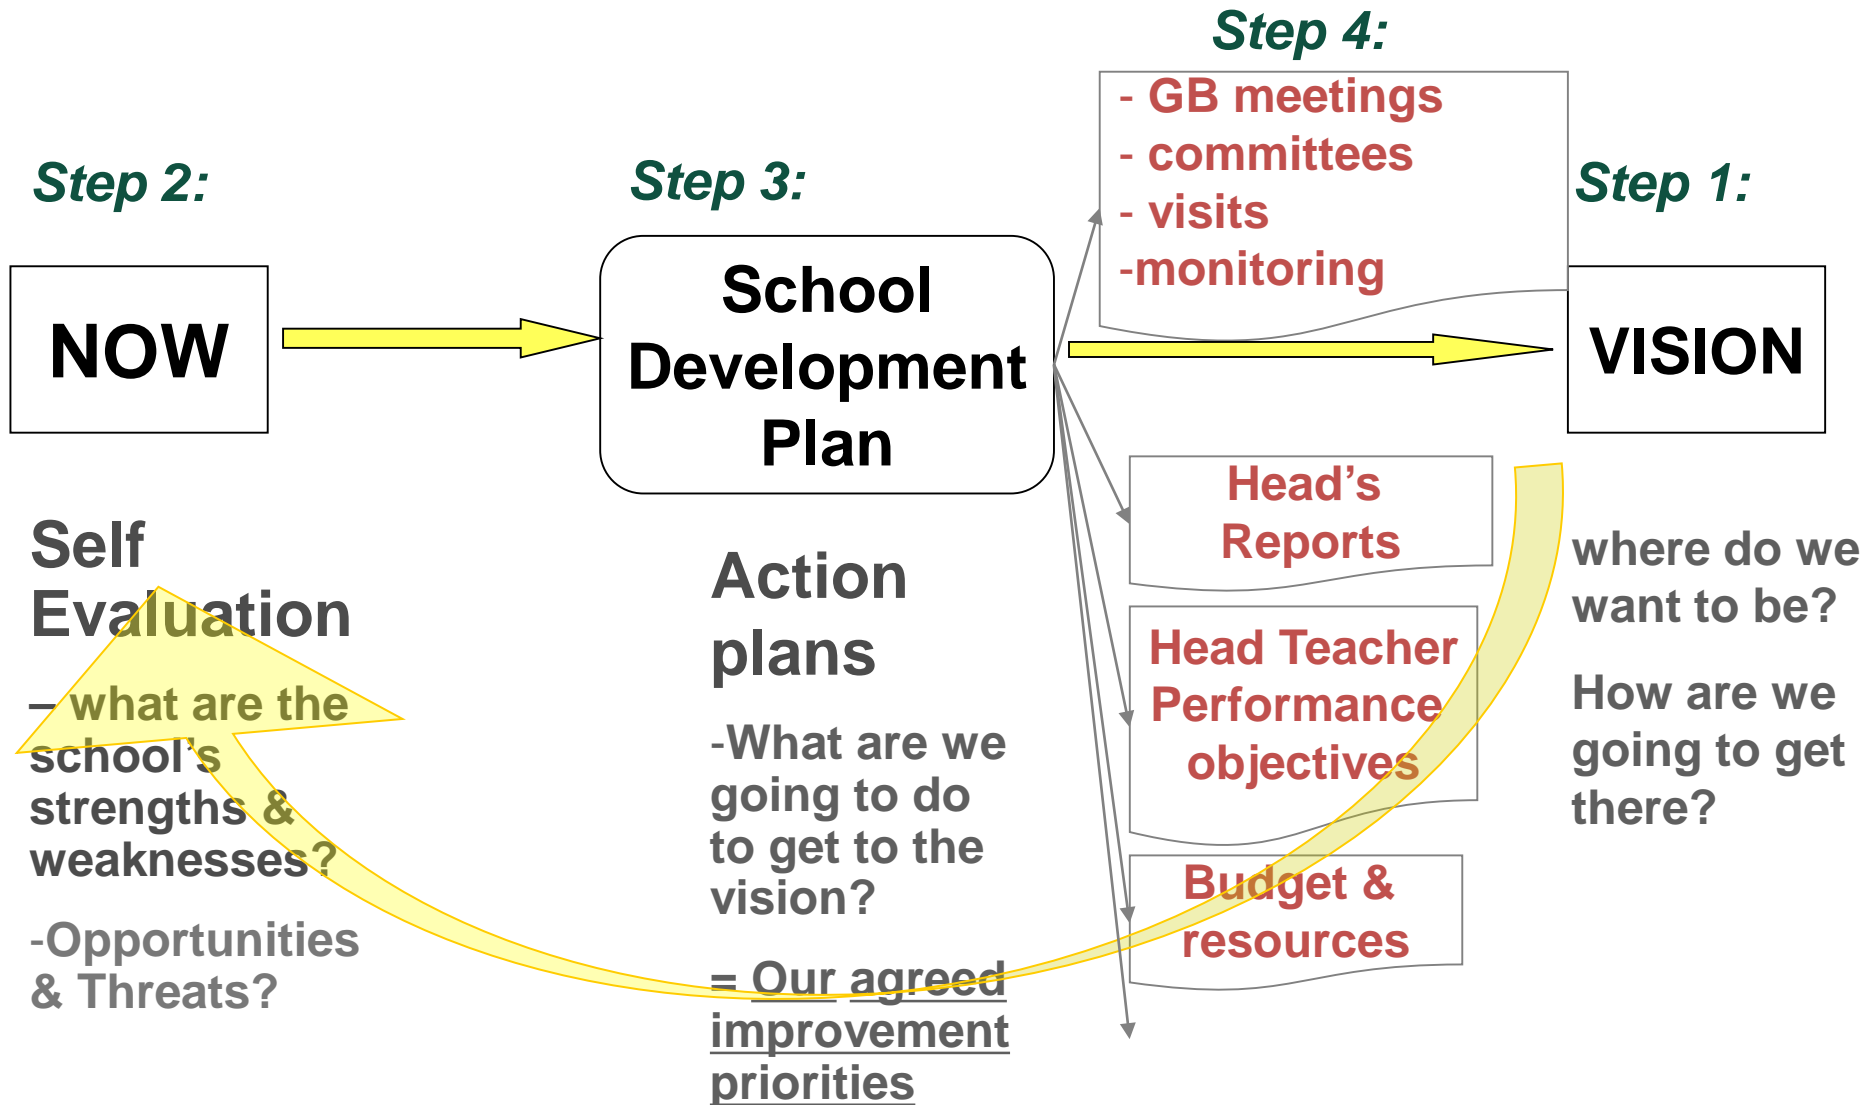 Step 4:
- GB meetings
- committees
- visits
-monitoring
Step 2:
NOW
Self
Evaluation
– what are the
school's
strengths &
weaknesses?
-Opportunities
& Threats?
Step 3:
School
Development
Plan
Action
plans
-What are we
going to do
to get to the
vision?
= Our agreed
improvement
priorities
Head’s
Reports
Head Teacher
Performance
objectives
Budget &
resources
Step 1:
VISION
where do we
want to be?
How are we
going to get
there?